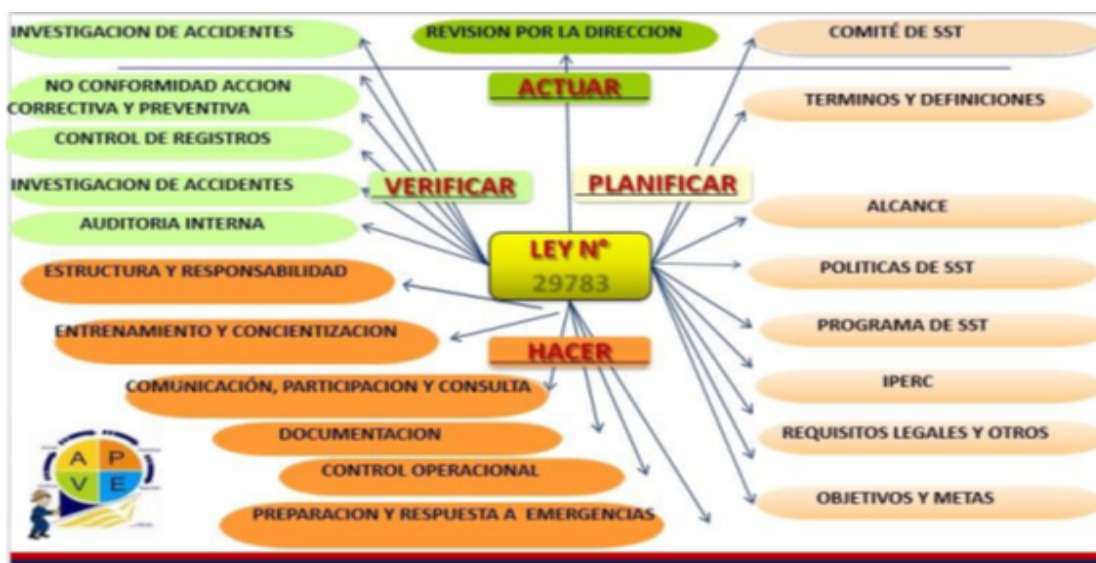 INVESTIGACION DE ACCIDENTES
REVISION POR LA DIRECCION
COMITÉ DE SST
NO CONFORMIDAD ACCION
CORRECTIVA Y PREVENTIVA
ACTUAR
TERMINOS Y DEFINICIONES
CONTROL DE REGISTROS
INVESTIGACION DE ACCIDENTES
VERIFICAR
PLANIFICAR
AUDITORIA INTERNA
ALCANCE
LEY N°
29783
ESTRUCTURA Y RESPONSABILIDAD
POLITICAS DE SST
ENTRENAMIENTO Y CONCIENTIZACION
PROGRAMA DE SST
HACER
COMUNICACIÓN, PARTICIPACION Y CONSULTA
IPERC
DOCUMENTACION
REQUISITOS LEGALES Y OTROS
CONTROL OPERACIONAL
OBJETIVOS Y METAS
PREPARACION Y RESPUESTA A EMERGENCIAS
A P
V E